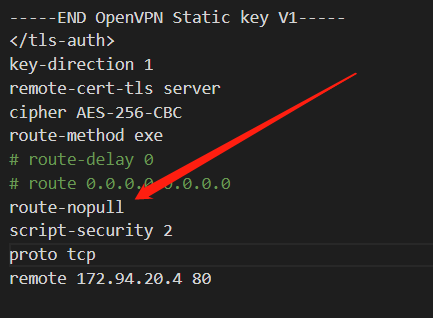 -----END OpenVPN Static key V1-----
</tls-auth>
key-direction 1
remote-cert-tls server
cipher AES-256-CBC
route-method exe
# route-delay 0
# route 0.0.0.0 0.0.0.0
route-nopull
script-security 2
proto tcp
remote 172.94.20.4 80